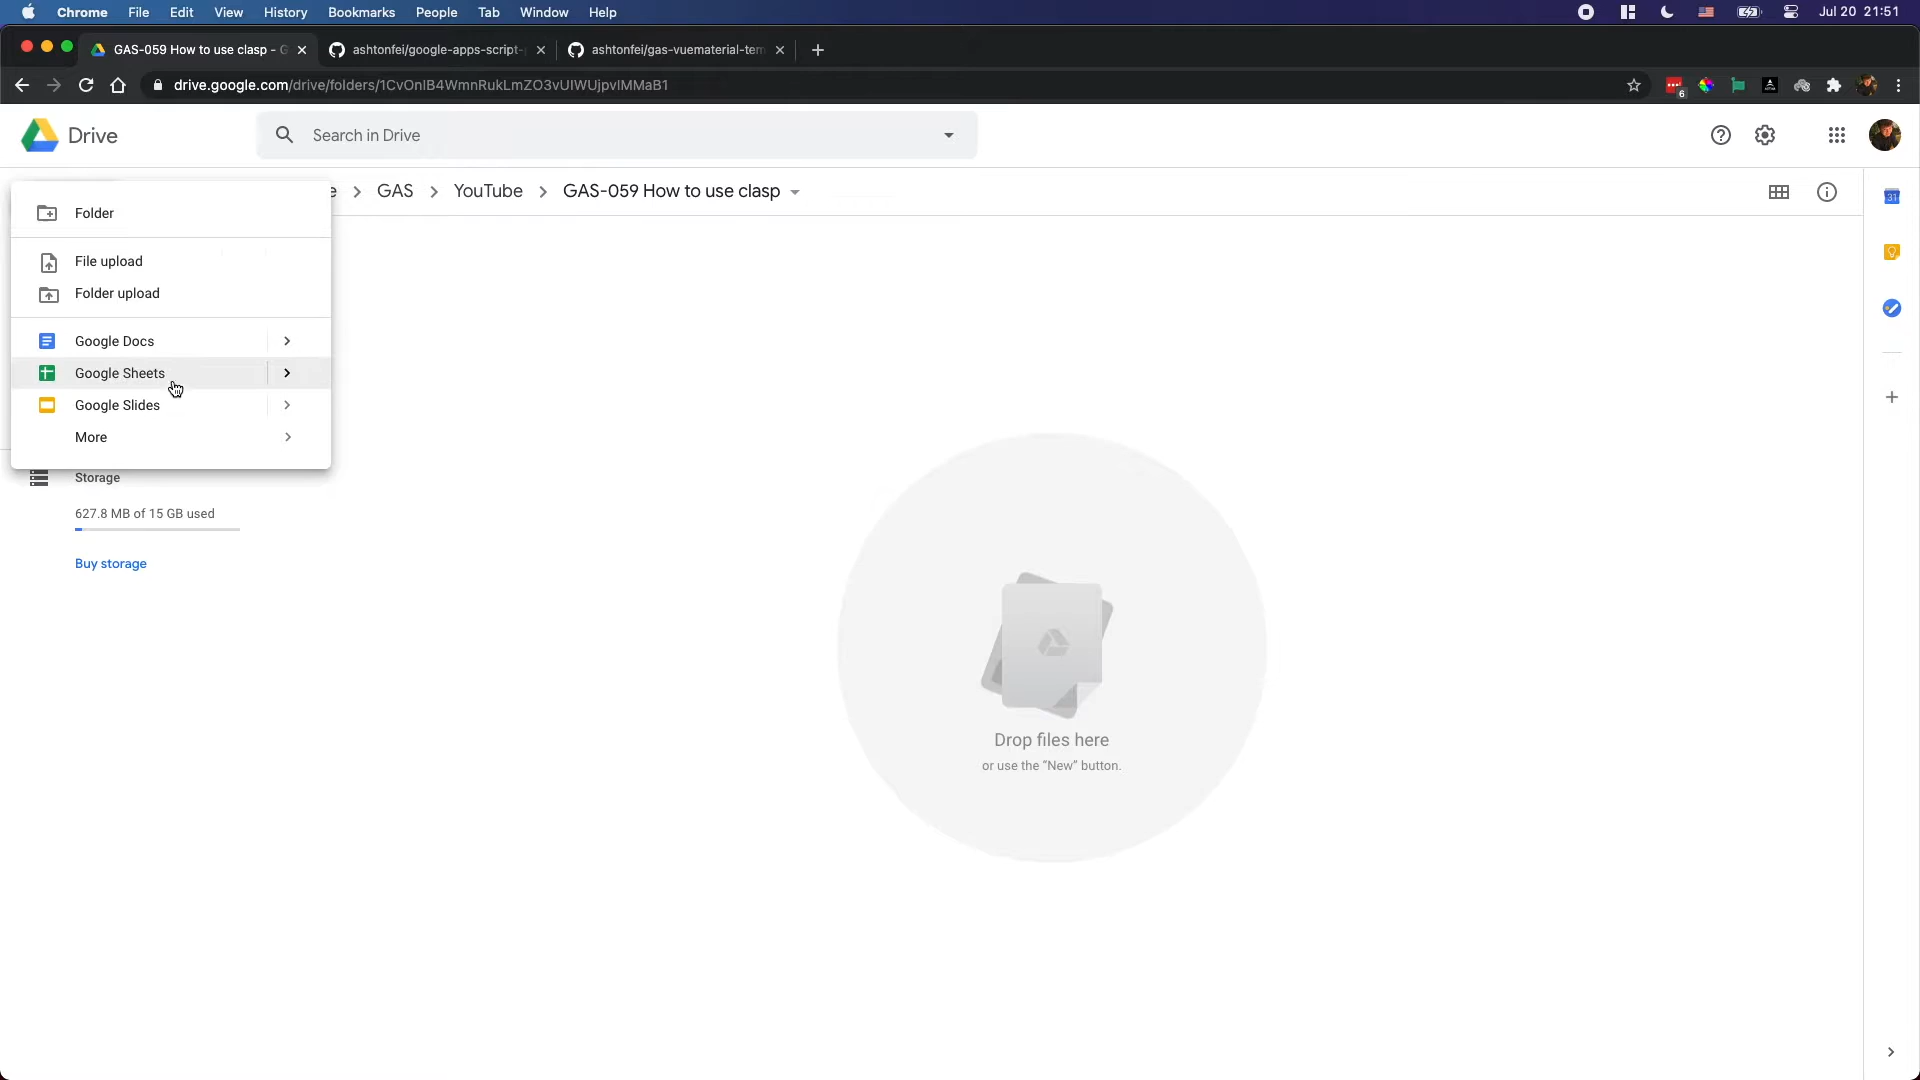 Chrome File Edit View History Bookmarks People Tab Window Help Jul 20 21:51
GAS-059 How to use clasp - G ashtonfei/google-apps-script- ashtonfei/gas-vuematerial-tem
drive.google.com/drive/folders/1CvOnIB4WmnRukLmZO3vUIWUjpvIMMaB1 6
Drive Search in Drive
e GAS YouTube GAS-059 How to use clasp
31
Folder
File upload
Folder upload
Google Docs
Google Sheets
Google Slides
More
Storage
627.8 MB of 15 GB used
Buy storage
Drop files here
or use the “New” button.